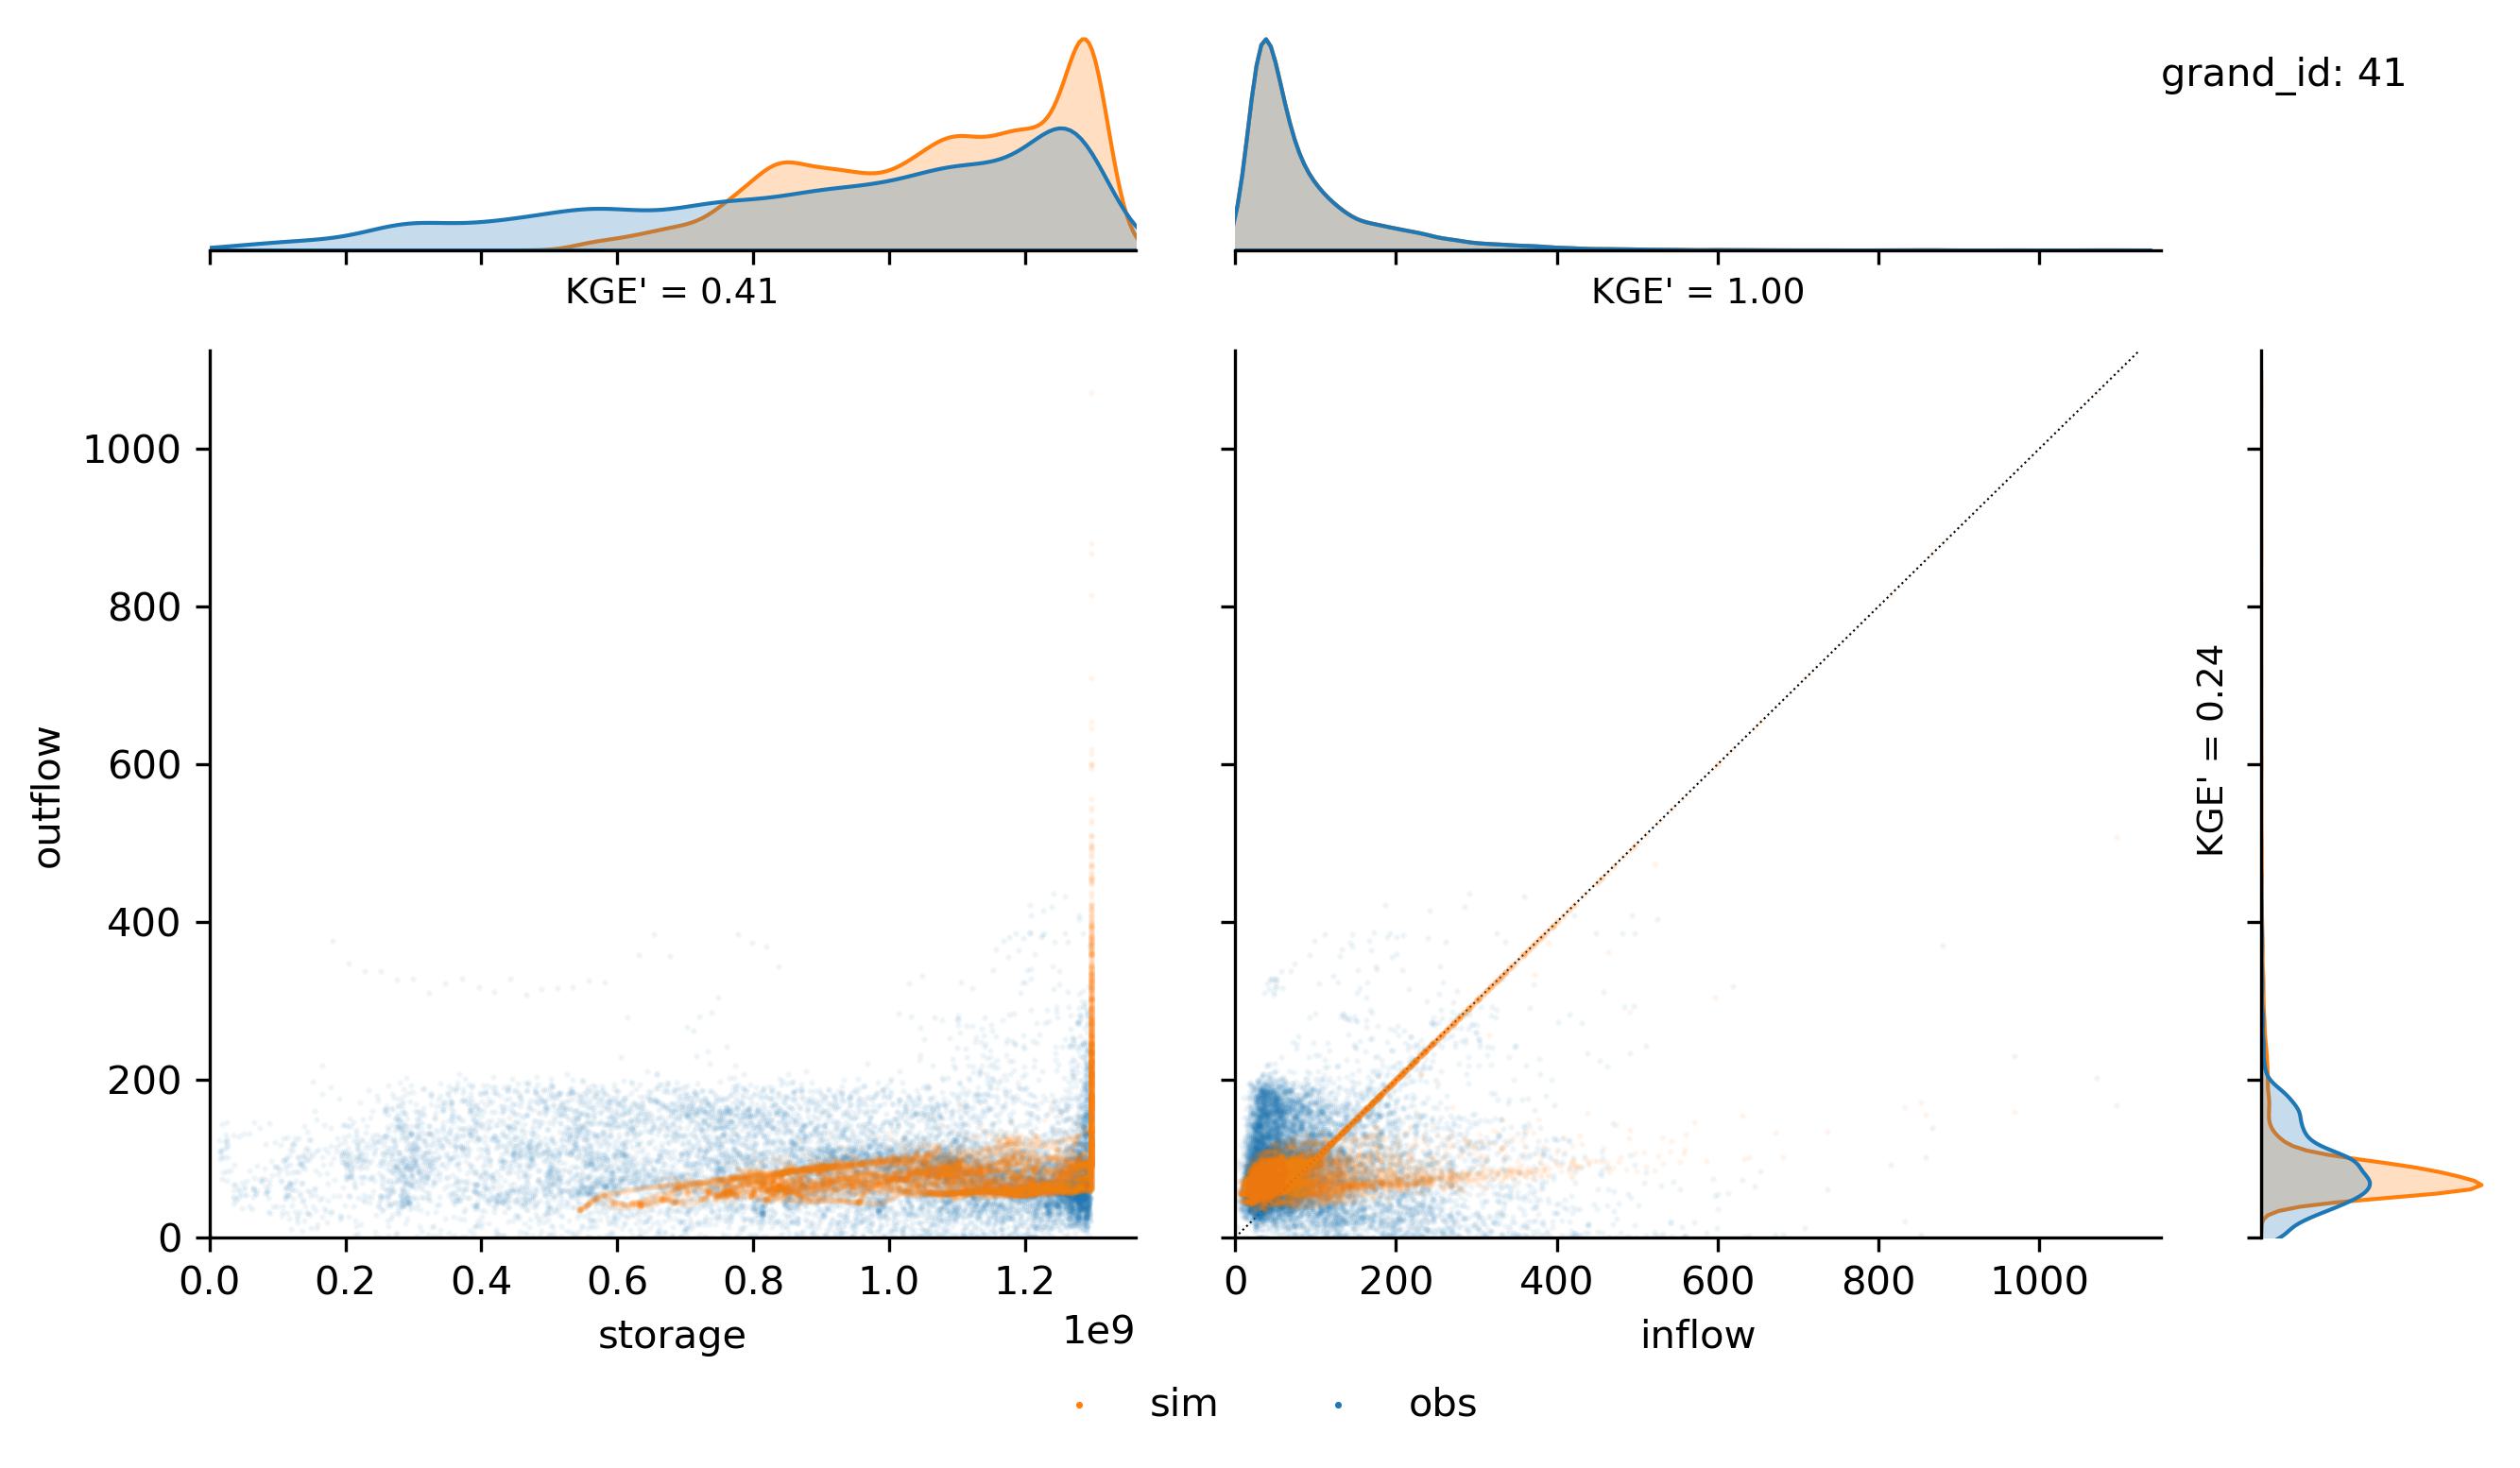 grand_id: 41
KGE' = 0.41
KGE' = 1.00
outflow
1000
800
600
400
200
0
KGE' = 0.24
0.0 0.2 0.4 0.6 0.8 1.0 1.2
1e9
storage
0 200 400 600 800 1000
inflow
sim obs